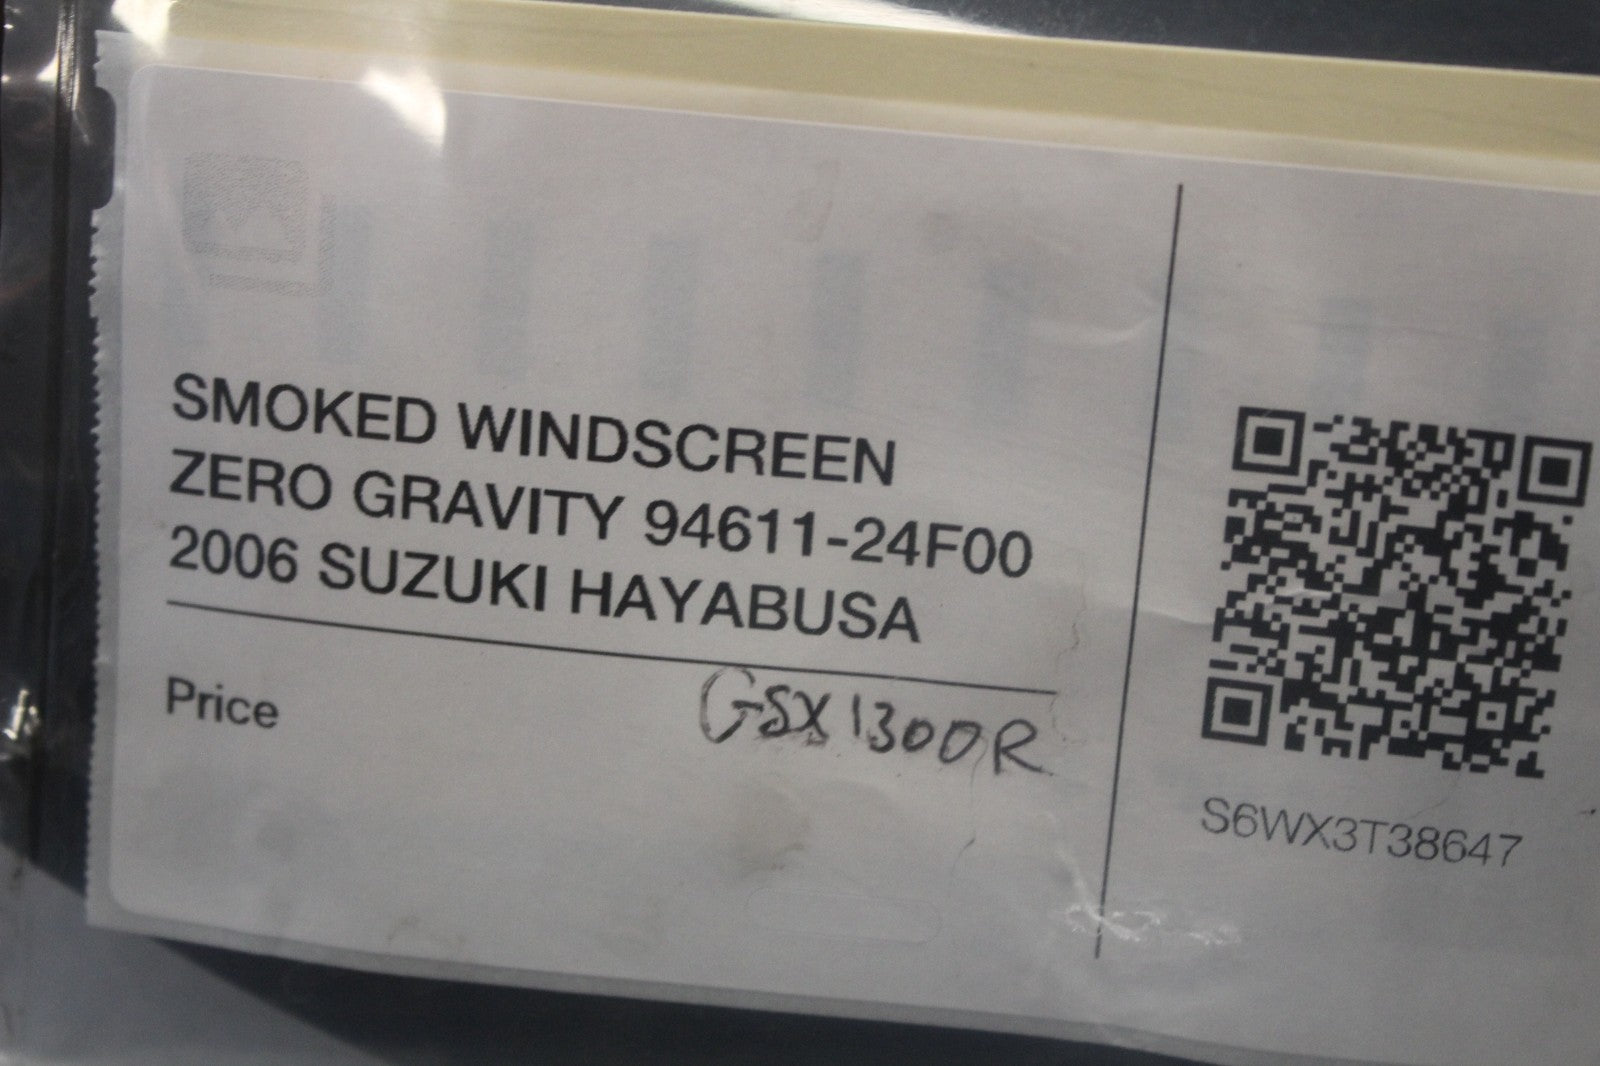 SMOKED WINDSCREEN
ZERO GRAVITY 94611-24F00
2006 SUZUKI HAYABUSA
Price
GSX1300R
S6WX3T38647